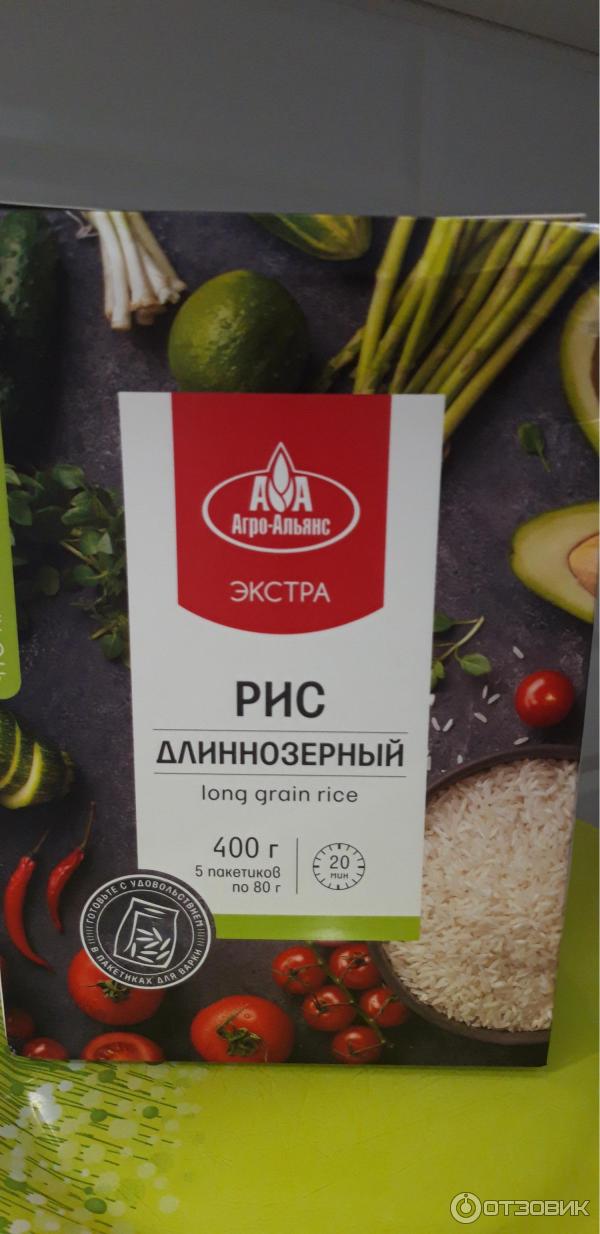 АА
Агро-Альянс
ЭКСТРА
РИС
ДЛИННОЗЕРНЫЙ
long grain rice
400 г
5 пакетиков
по 80 г
20
мин
ГОТОВЬТЕ С УДОВОЛЬСТВИЕМ
В ПАКЕТИКАХ ДЛЯ ВАРКИ
ОТЗОВИК